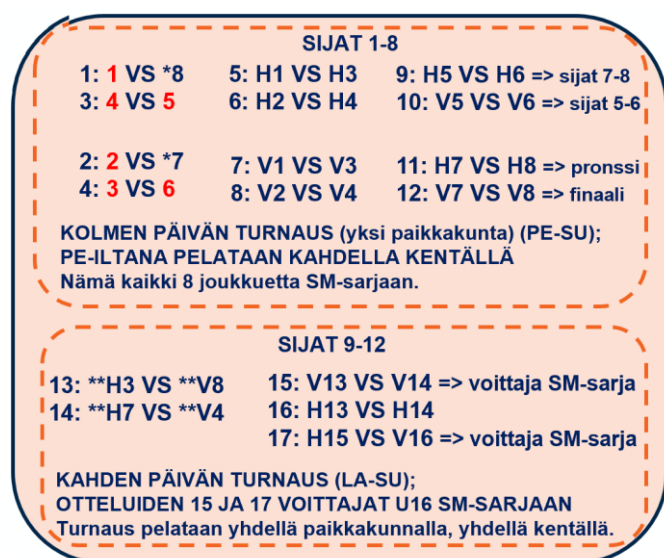 SIJAT 1-8
1: 1 VS *8 5: H1 VS H3 9: H5 VS H6 => sijat 7-8
3: 4 VS 5 6: H2 VS H4 10: V5 VS V6 => sijat 5-6
2: 2 VS *7 7: V1 VS V3 11: H7 VS H8 => pronssi
4: 3 VS 6 8: V2 VS V4 12: V7 VS V8 => finaali
KOLMEN PÄIVÄN TURNAUS (yksi paikkakunta) (PE-SU);
PE-ILTANA PELATAAN KAHDELLA KENTÄLLÄ
Nämä kaikki 8 joukkuetta SM-sarjaan.
SIJAT 9-12
13: **H3 VS **V8 15: V13 VS V14 => voittaja SM-sarja
14: **H7 VS **V4 16: H13 VS H14
17: H15 VS V16 => voittaja SM-sarja
KAHDEN PÄIVÄN TURNAUS (LA-SU);
OTTELUIDEN 15 JA 17 VOITTAJAT U16 SM-SARJAAN
Turnaus pelataan yhdellä paikkakunnalla, yhdellä kentällä.